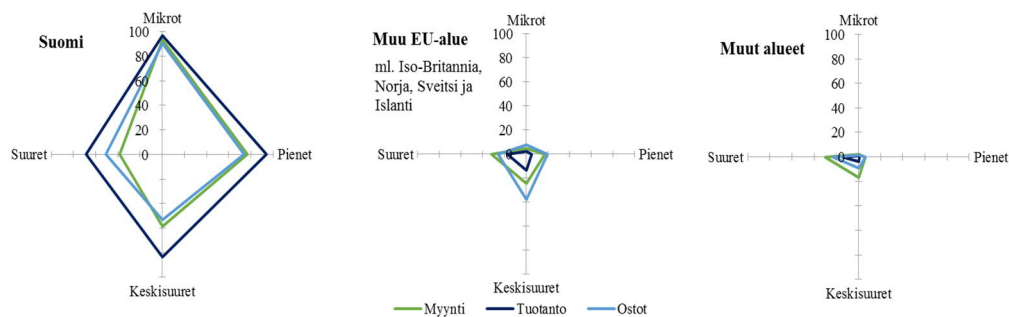 Suomi
Mikrot
100
80
60
40
20
0
Suuret
Pienet
Keskisuuret
Muu EU-alue
ml. Iso-Britannia,
Norja, Sveitsi ja
Islanti
Mikrot
100
80
60
40
20
0
Suuret
Pienet
Keskisuuret
Muut alueet
Mikrot
100
80
60
40
20
0
Suuret
Pienet
Keskisuuret
Myynti Tuotanto Ostot